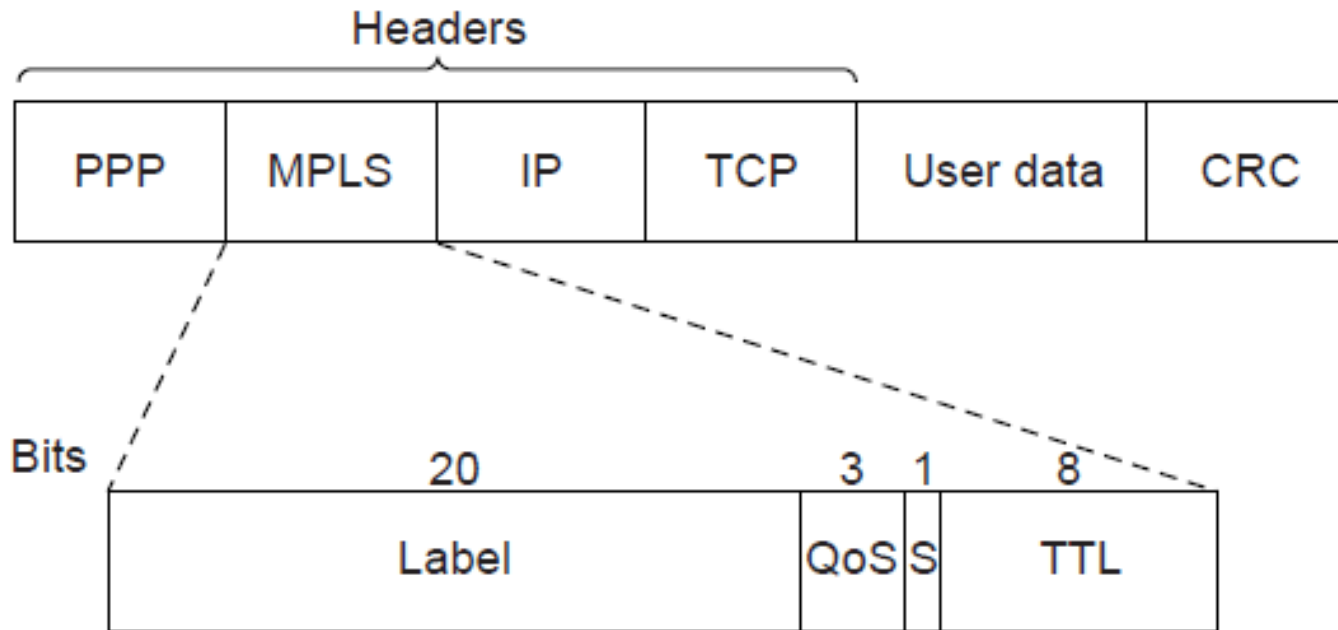 Headers
PPP MPLS IP TCP User data CRC
Bits 20 3 1 8
Label QoS S TTL